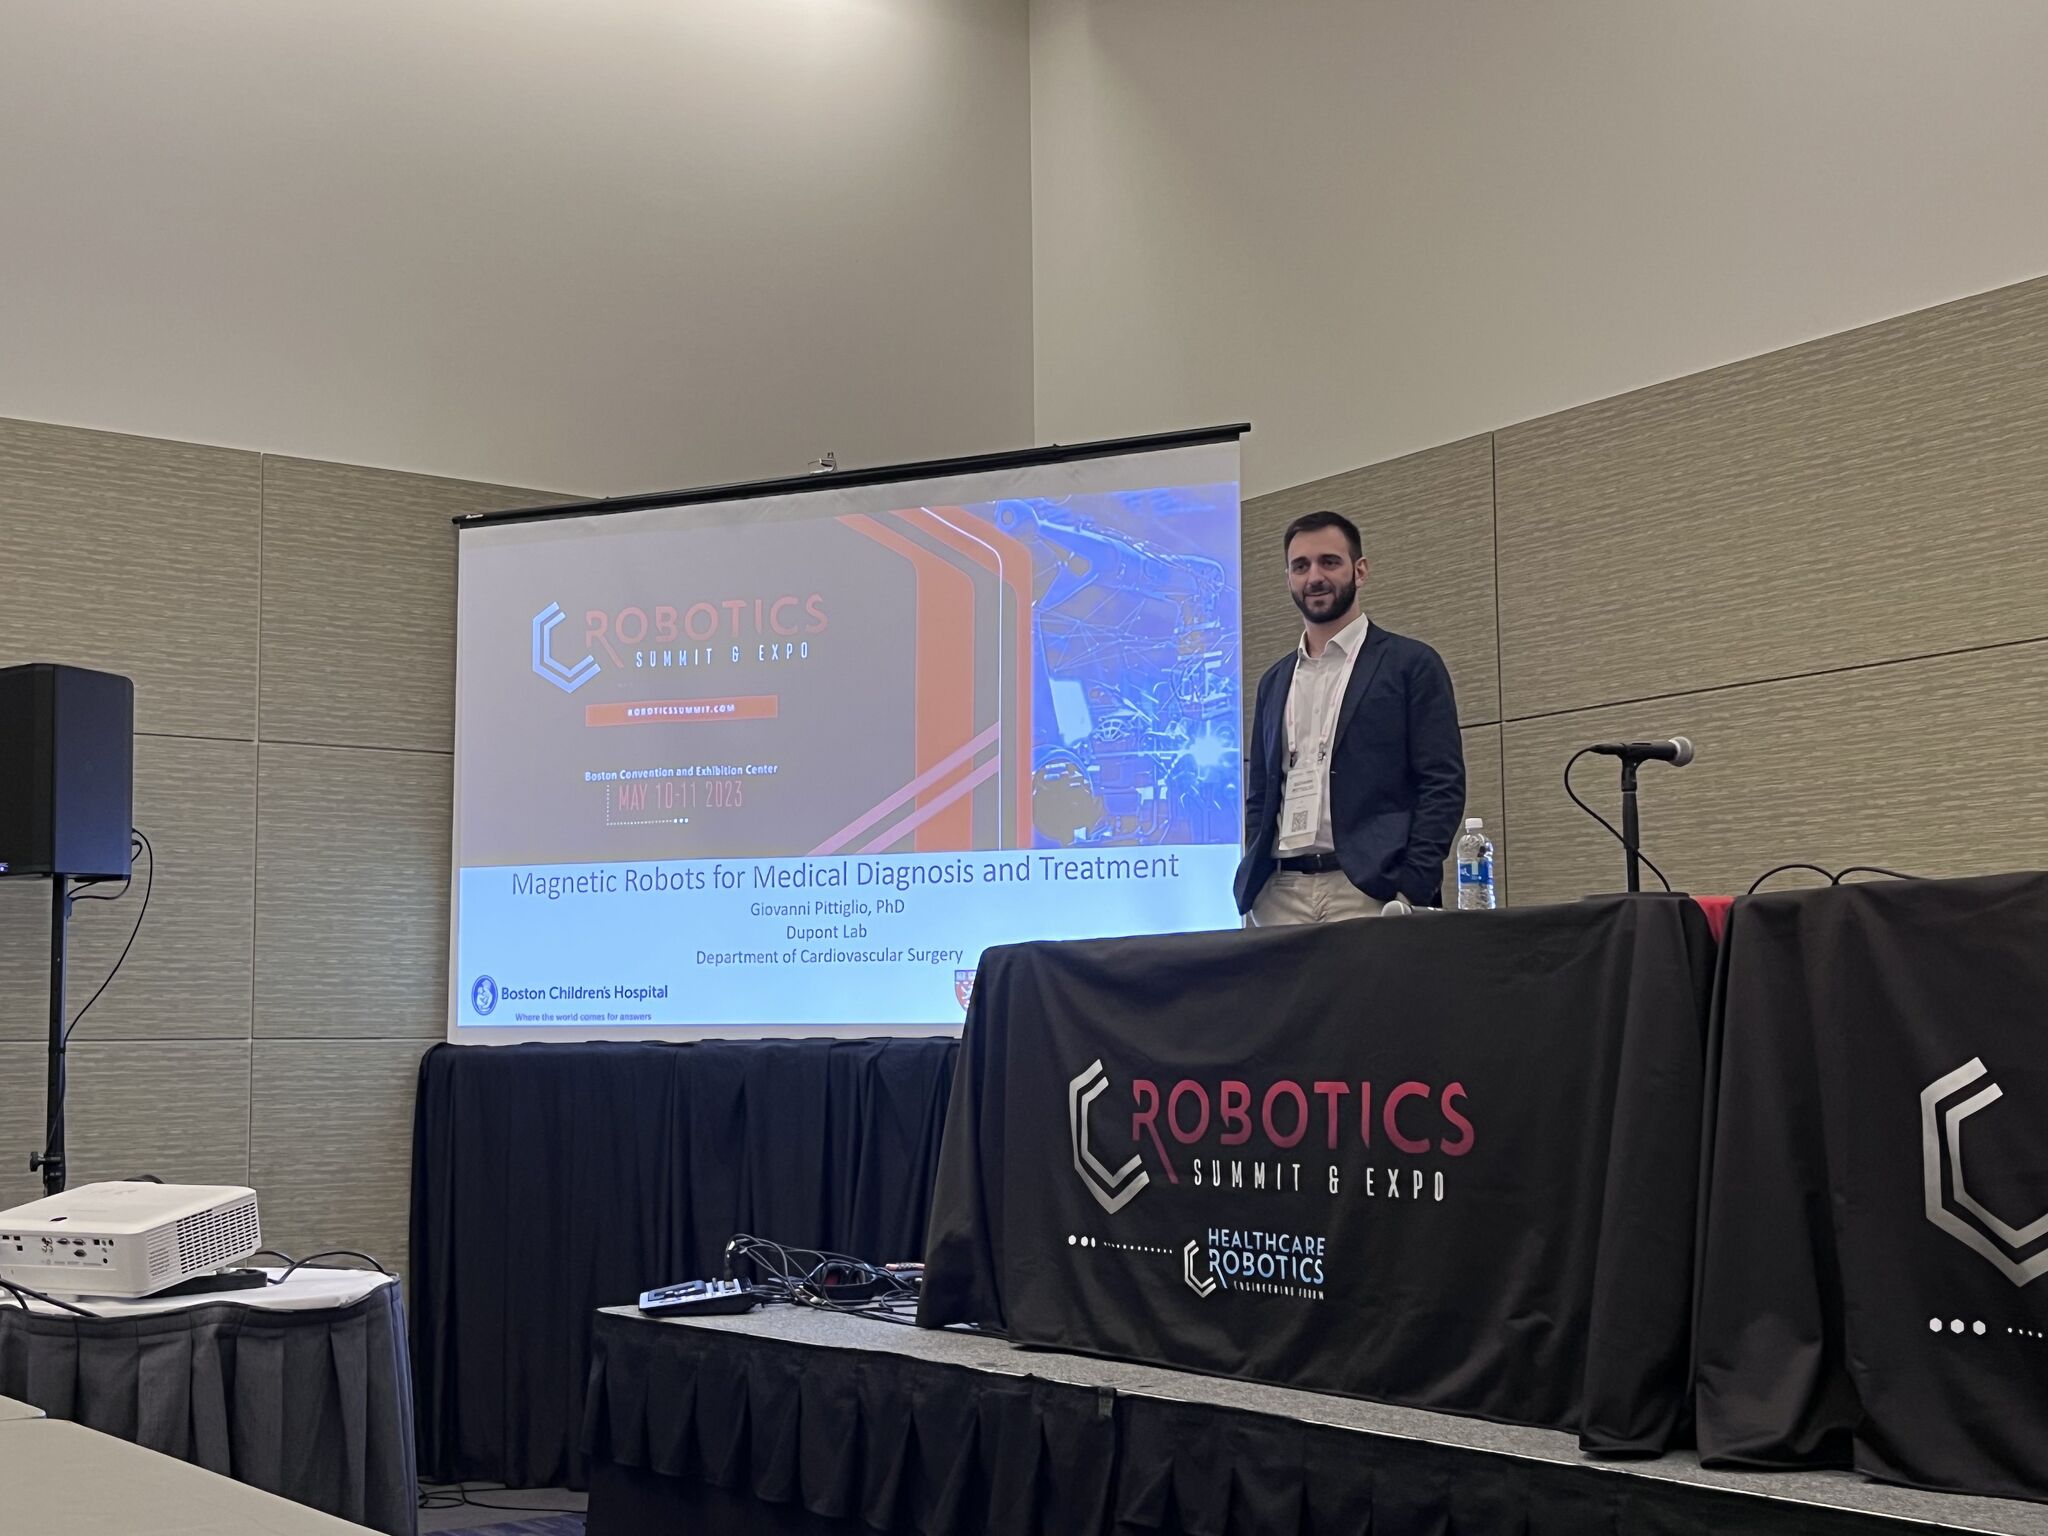 ROBOTICS
SUMMIT & EXPO
ROBOTICSSUMMIT.COM
Boston Convention and Exhibition Center
MAY 10-11 2023
Magnetic Robots for Medical Diagnosis and Treatment
Giovanni Pittiglio, PhD
Dupont Lab
Department of Cardiovascular Surgery
Boston Children's Hospital
Where the world comes for answers
ROBOTICS
SUMMIT & EXPO
HEALTHCARE
ROBOTICS
ENGINEERING FORUM